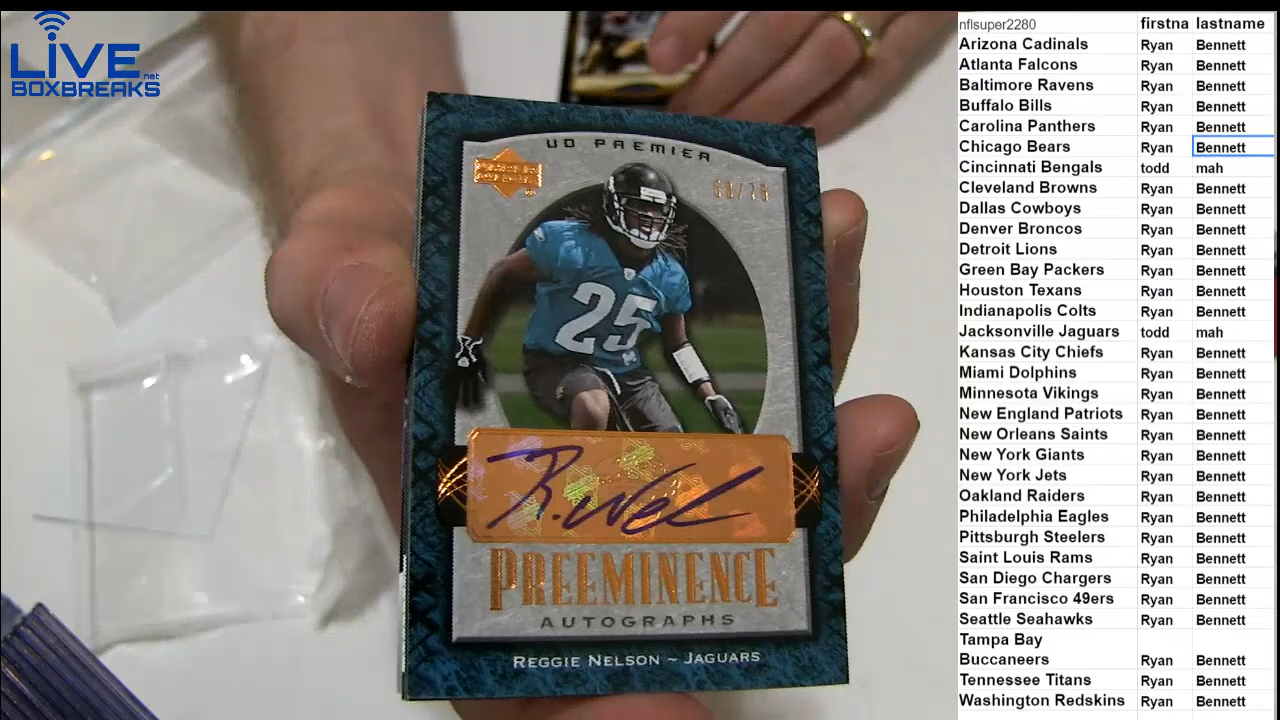 LIVE
.net
BOXBREAKS
UD PREMIER
25
PREEMINENCE
AUTOGRAPHS
REGGIE NELSON ~ JAGUARS
nflsuper2280 firstna lastname
Arizona Cadinals Ryan Bennett
Atlanta Falcons Ryan Bennett
Baltimore Ravens Ryan Bennett
Buffalo Bills Ryan Bennett
Carolina Panthers Ryan Bennett
Chicago Bears Ryan Bennett
Cincinnati Bengals todd mah
Cleveland Browns Ryan Bennett
Dallas Cowboys Ryan Bennett
Denver Broncos Ryan Bennett
Detroit Lions Ryan Bennett
Green Bay Packers Ryan Bennett
Houston Texans Ryan Bennett
Indianapolis Colts Ryan Bennett
Jacksonville Jaguars todd mah
Kansas City Chiefs Ryan Bennett
Miami Dolphins Ryan Bennett
Minnesota Vikings Ryan Bennett
New England Patriots Ryan Bennett
New Orleans Saints Ryan Bennett
New York Giants Ryan Bennett
New York Jets Ryan Bennett
Oakland Raiders Ryan Bennett
Philadelphia Eagles Ryan Bennett
Pittsburgh Steelers Ryan Bennett
Saint Louis Rams Ryan Bennett
San Diego Chargers Ryan Bennett
San Francisco 49ers Ryan Bennett
Seattle Seahawks Ryan Bennett
Tampa Bay
Buccaneers Ryan Bennett
Tennessee Titans Ryan Bennett
Washington Redskins Ryan Bennett